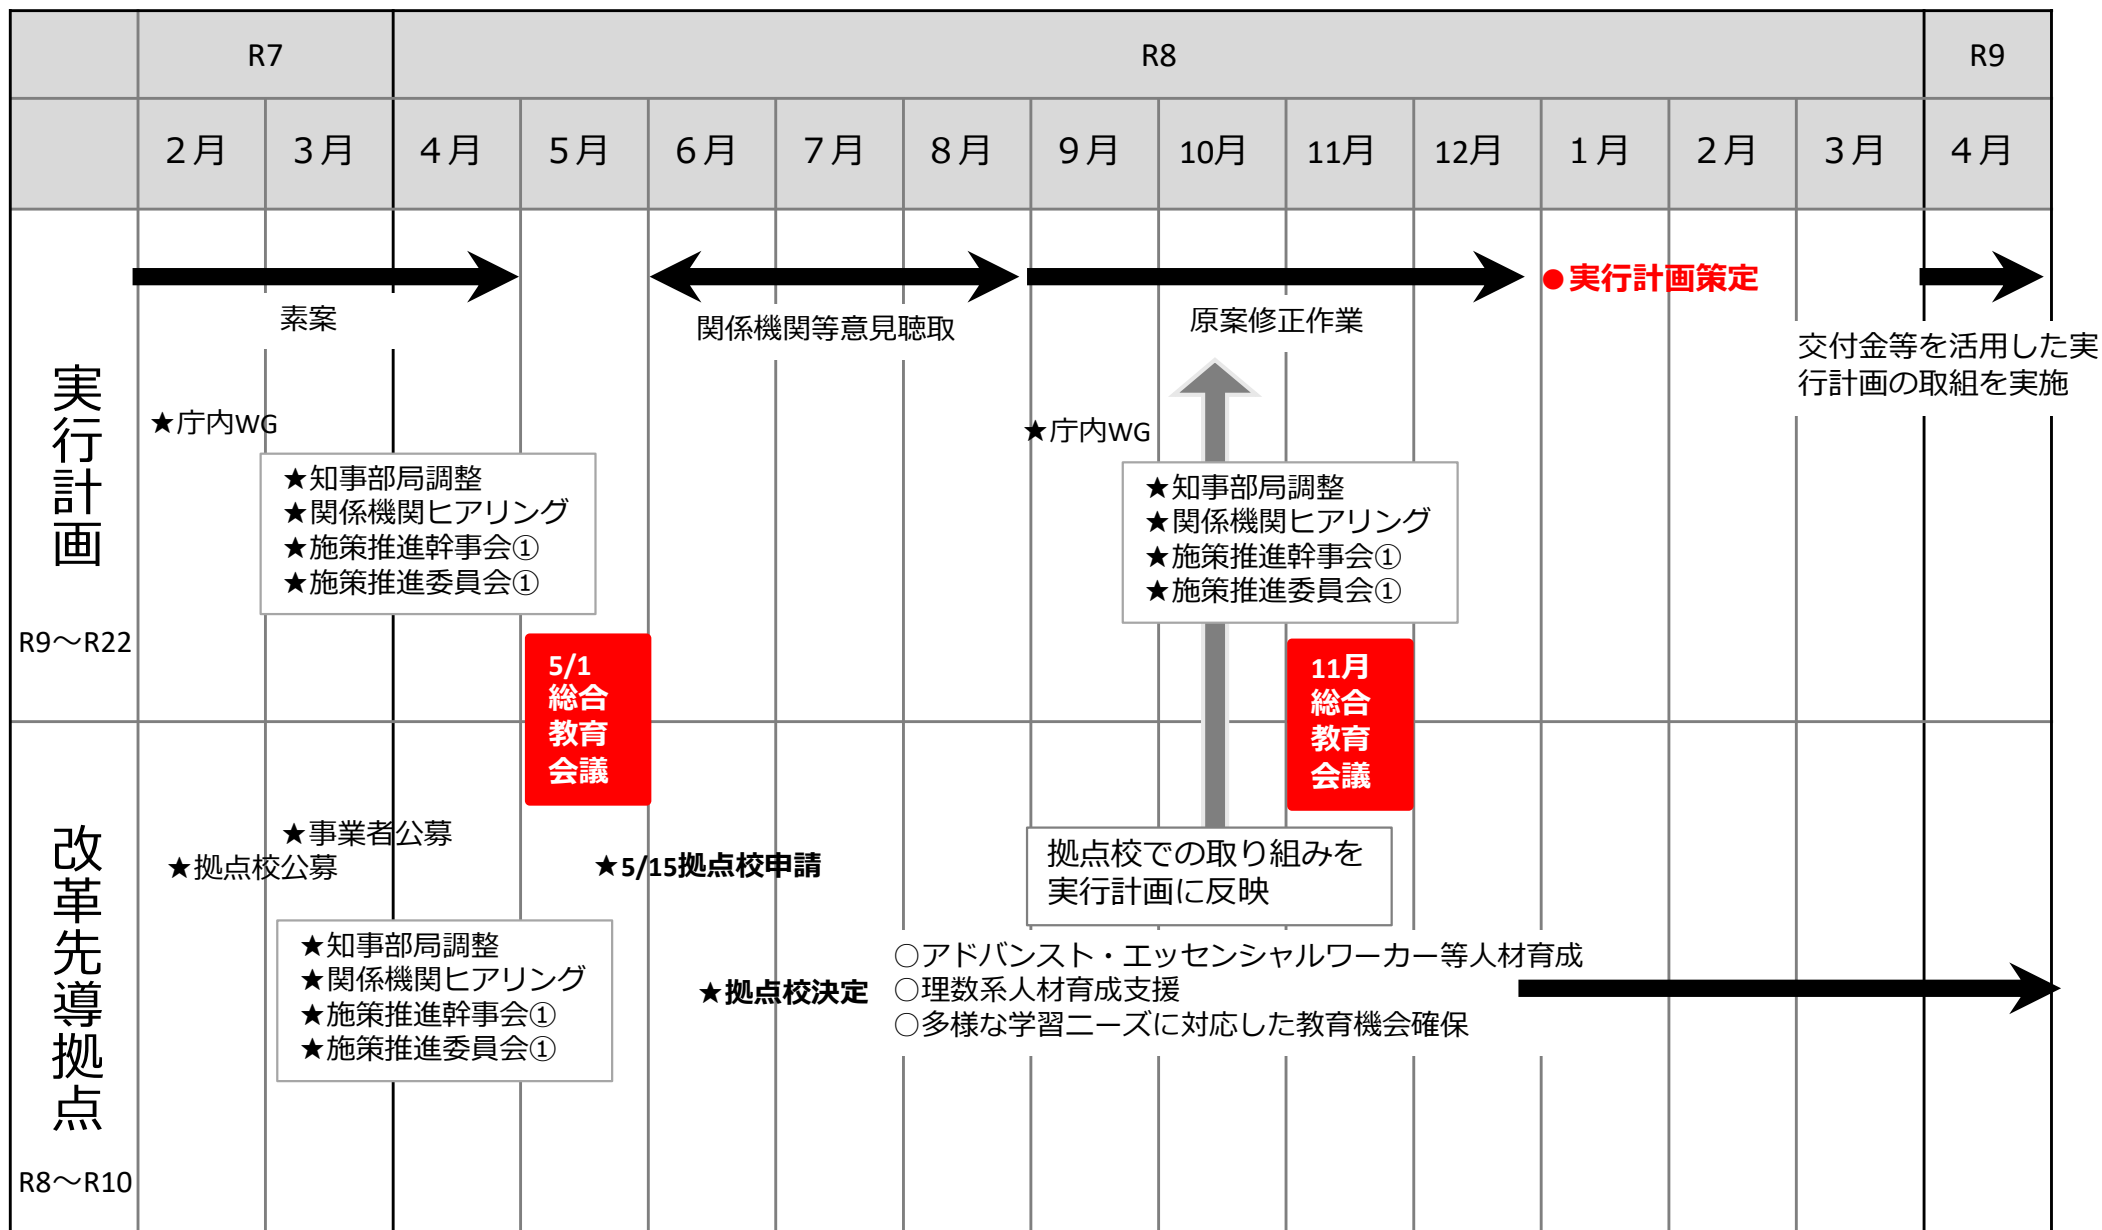 R7
R8
R9
２月
３月
４月
５月
６月
７月
８月
９月
10月
11月
12月
１月
２月
３月
４月
実行計画
R9～R22
素案
関係機関等意見聴取
原案修正作業
●実行計画策定
交付金等を活用した実
行計画の取組を実施
★庁内WG
★知事部局調整
★関係機関ヒアリング
★施策推進幹事会①
★施策推進委員会①
★庁内WG
★知事部局調整
★関係機関ヒアリング
★施策推進幹事会①
★施策推進委員会①
5/1
総合
教育
会議
11月
総合
教育
会議
改革先導拠点
R8～R10
★事業者公募
★拠点校公募
★5/15拠点校申請
拠点校での取り組みを
実行計画に反映
★知事部局調整
★関係機関ヒアリング
★施策推進幹事会①
★施策推進委員会①
★拠点校決定
○アドバンスト・エッセンシャルワーカー等人材育成
○理数系人材育成支援
○多様な学習ニーズに対応した教育機会確保